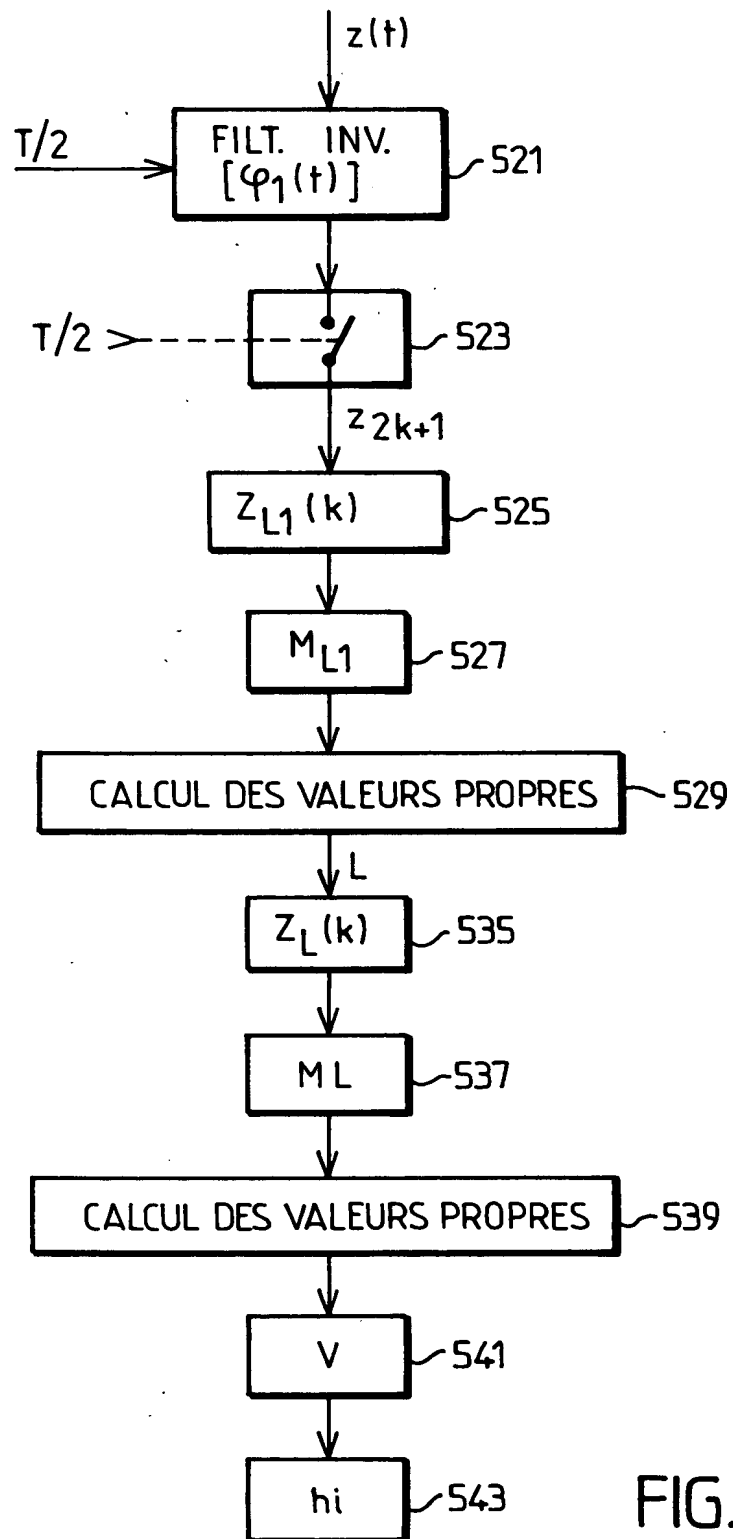 z(t)
T/2
FILT. INV.
[φ1(t)]
521
T/2
523
z2k+1
ZL1(k)
525
ML1
527
CALCUL DES VALEURS PROPRES
529
L
ZL(k)
535
ML
537
CALCUL DES VALEURS PROPRES
539
V
541
hi
543
FIG.